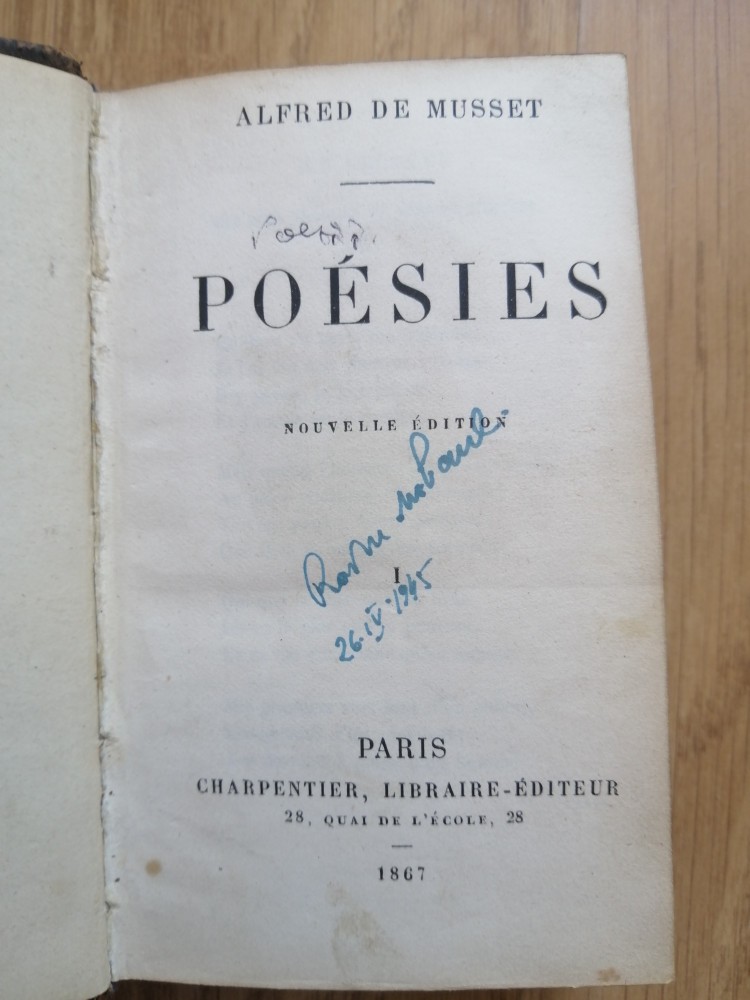 ALFRED DE MUSSET
POÉSIES
NOUVELLE ÉDITION
I
26.IV.1945
PARIS
CHARPENTIER, LIBRAIRE-ÉDITEUR
28, QUAI DE L'ÉCOLE, 28
1867